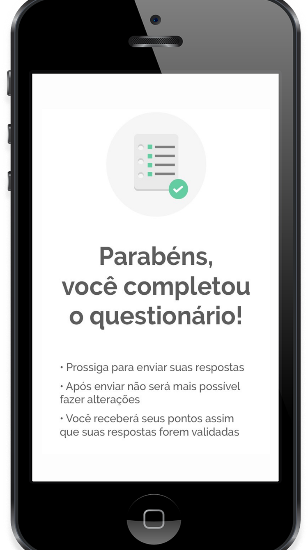 Parabéns,
você completou
o questionário!
• Prossiga para enviar suas respostas
• Após enviar não será mais possível
fazer alterações
• Você receberá seus pontos assim
que suas respostas forem validadas